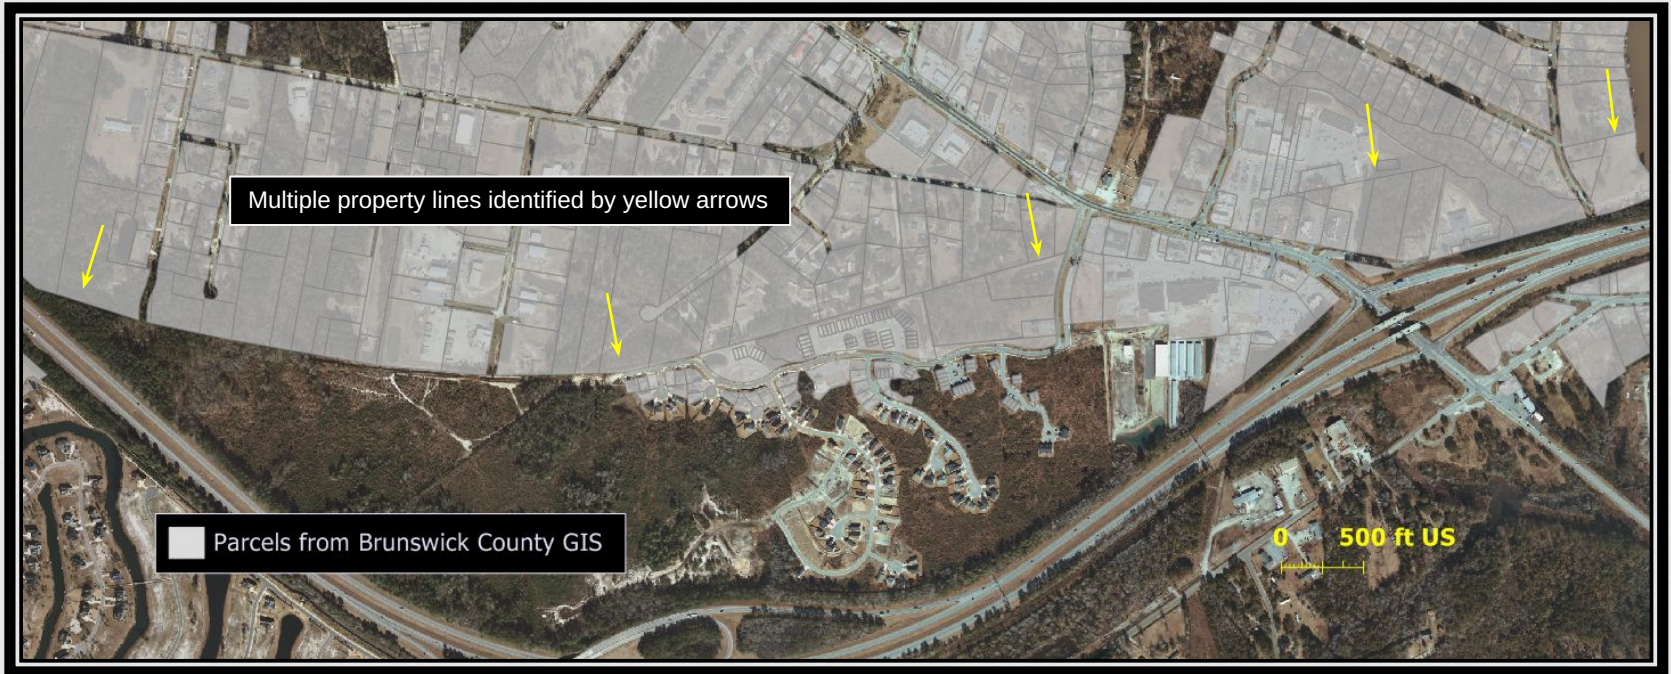 Multiple property lines identified by yellow arrows
Parcels from Brunswick County GIS
0 500 ft US